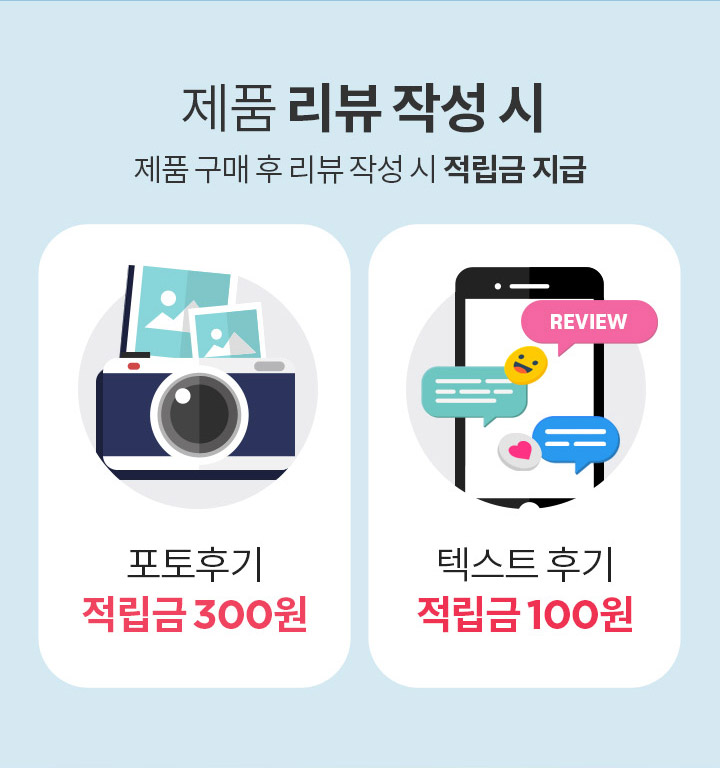 제품 리뷰 작성 시
제품 구매 후 리뷰 작성 시 적립금 지급
REVIEW
포토후기
적립금 300원
텍스트 후기
적립금 100원